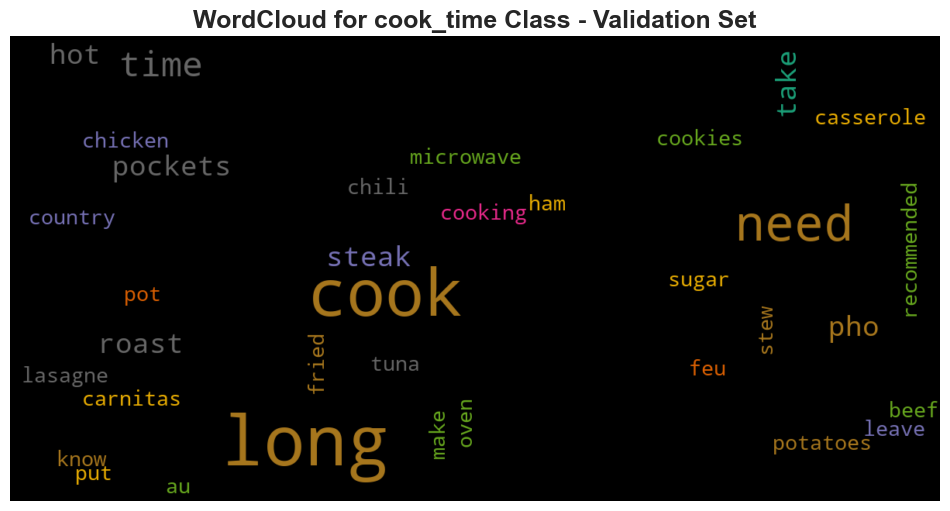 WordCloud for cook_time Class - Validation Set
hot
time
take
casserole
chicken
cookies
microwave
pockets
chili
ham
cooking
country
recommended
need
steak
sugar
cook
pot
stew
pho
roast
fried
tuna
feu
lasagne
carnitas
beef
make
oven
leave
long
potatoes
know
put
au